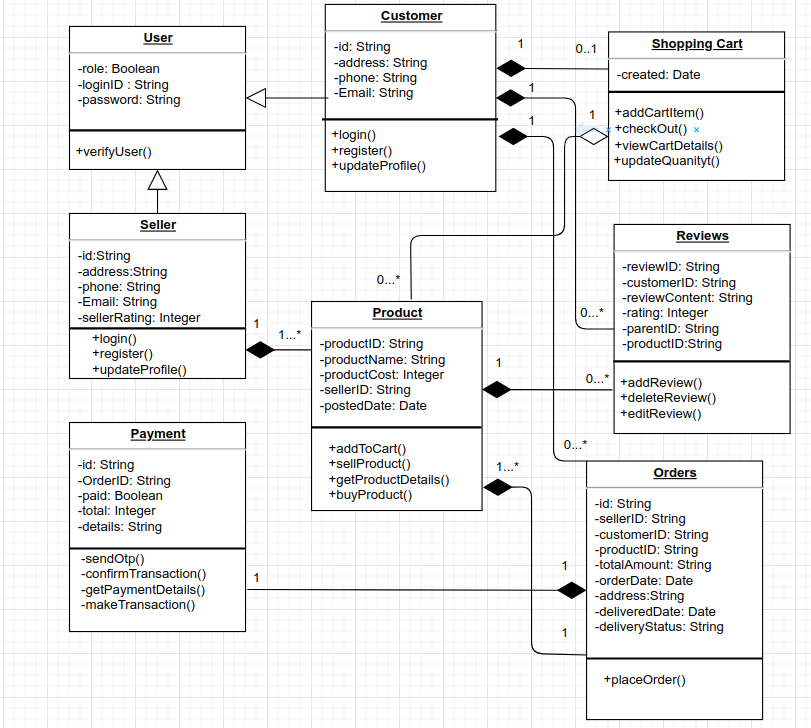 User
-role: Boolean
-loginID : String
-password: String
+verifyUser()
Customer
-id: String
-address: String
-phone: String
-Email: String
+login()
+register()
+updateProfile()
1
0..1
1
1
Shopping Cart
-created: Date
+addCartItem()
+checkOut()
+viewCartDetails()
+updateQuanityt()
1
0...*
Seller
-id:String
-address:String
-phone: String
-Email: String
-sellerRating: Integer
+login()
+register()
+updateProfile()
1
1...*
Product
-productID: String
-productName: String
-productCost: Integer
-sellerID: String
-postedDate: Date
+addToCart()
+sellProduct()
+getProductDetails()
+buyProduct()
Reviews
-reviewID: String
-customerID: String
-reviewContent: String
-rating: Integer
-parentID: String
-productID:String
+addReview()
+deleteReview()
+editReview()
0...*
1
0...*
0...*
1...*
Payment
-id: String
-OrderID: String
-paid: Boolean
-total: Integer
-details: String
-sendOtp()
-confirmTransaction()
-getPaymentDetails()
-makeTransaction()
1
1
1
Orders
-id: String
-sellerID: String
-customerID: String
-productID: String
-totalAmount: String
-orderDate: Date
-address:String
-deliveredDate: Date
-deliveryStatus: String
+placeOrder()